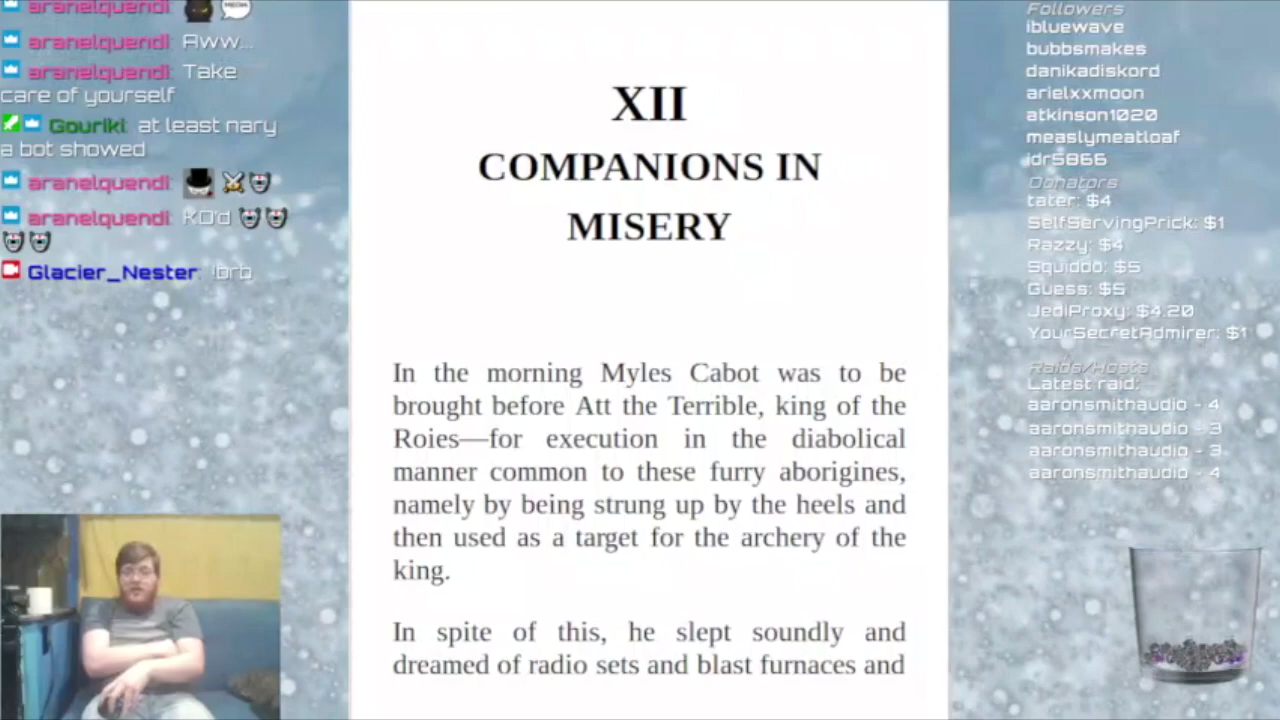 aranelquendi:
MEOW
aranelquendi: Aww...
aranelquendi: Take
care of yourself
Gouriki: at least nary
a bot showed
aranelquendi:
aranelquendi: KO'd
Glacier_Nester: !brb
XII
COMPANIONS IN
MISERY
In the morning Myles Cabot was to be
brought before Att the Terrible, king of the
Roies—for execution in the diabolical
manner common to these furry aborigines,
namely by being strung up by the heels and
then used as a target for the archery of the
king.
In spite of this, he slept soundly and
dreamed of radio sets and blast furnaces and
Followers
ibluewave
bubbsmakes
danikadiskord
arielxxmoon
atkinson1020
measlymeatloaf
idr5866
Donators
tater: $4
SelfServingPrick: $1
Razzy: $4
Squiddo: $5
Guess: $5
JediProxy: $4.20
YourSecretAdmirer: $1
Raids/Hosts
Latest raid:
aaronsmithaudio - 4
aaronsmithaudio - 3
aaronsmithaudio - 3
aaronsmithaudio - 4